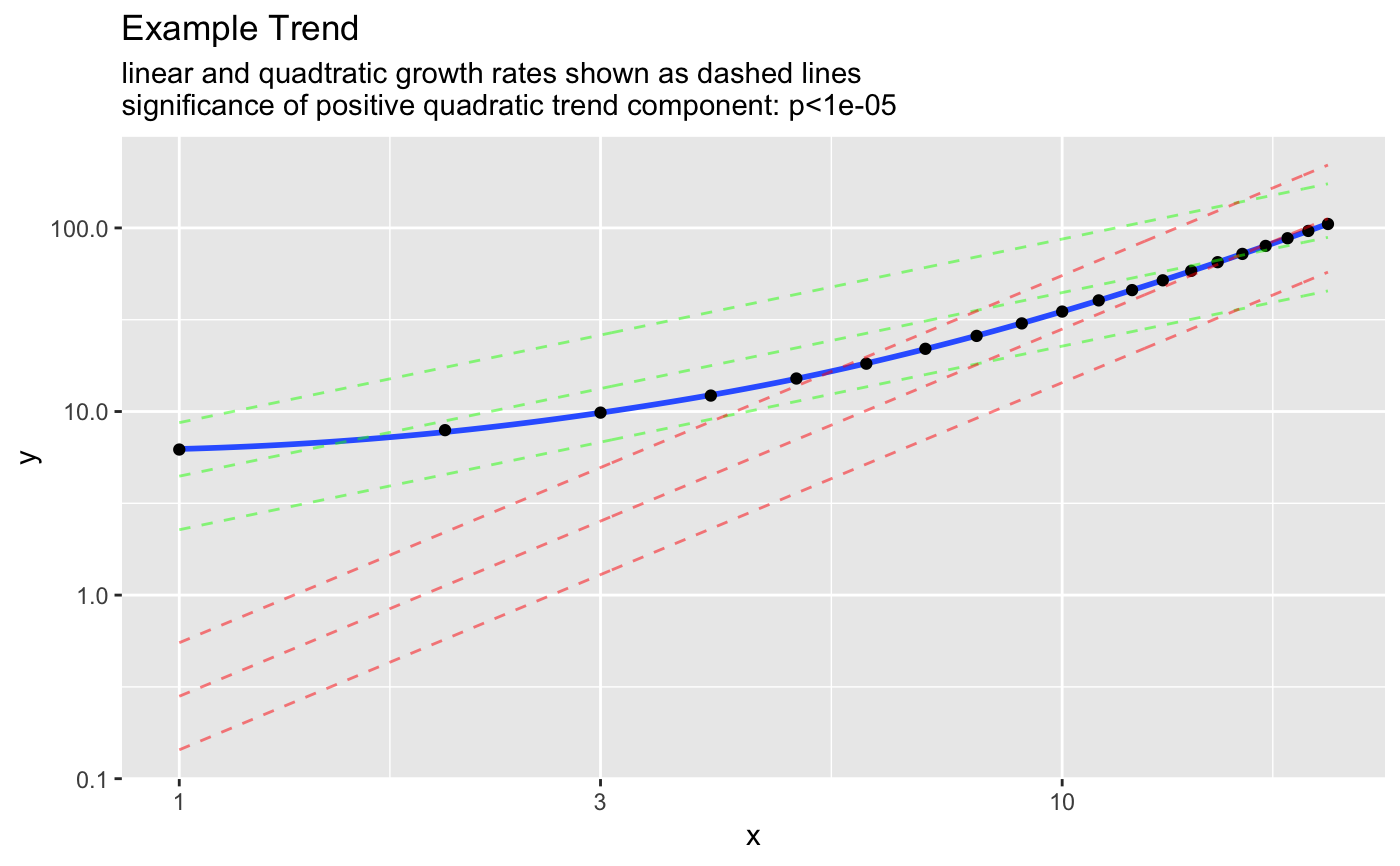 Example Trend
linear and quadtratic growth rates shown as dashed lines
significance of positive quadratic trend component: p<1e-05
100.0
10.0
1.0
0.1
y
1 3 10
x